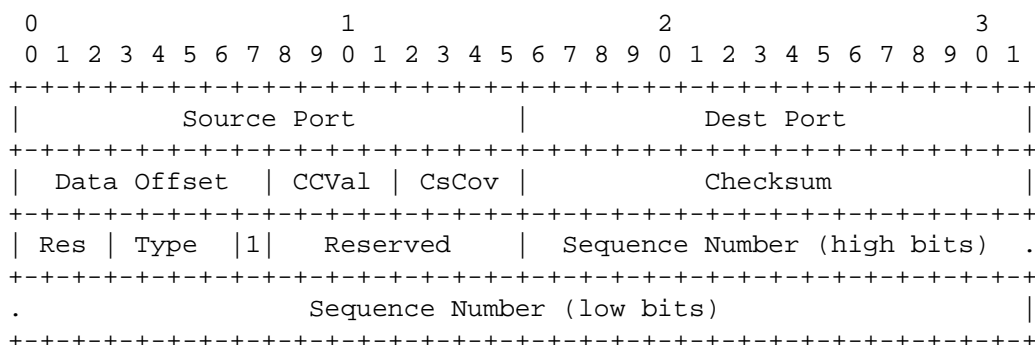 0                   1                   2                   3
 0 1 2 3 4 5 6 7 8 9 0 1 2 3 4 5 6 7 8 9 0 1 2 3 4 5 6 7 8 9 0 1
+-+-+-+-+-+-+-+-+-+-+-+-+-+-+-+-+-+-+-+-+-+-+-+-+-+-+-+-+-+-+-+-+
|          Source Port          |           Dest Port           |
+-+-+-+-+-+-+-+-+-+-+-+-+-+-+-+-+-+-+-+-+-+-+-+-+-+-+-+-+-+-+-+-+
|  Data Offset  | CCVal | CsCov |           Checksum            |
+-+-+-+-+-+-+-+-+-+-+-+-+-+-+-+-+-+-+-+-+-+-+-+-+-+-+-+-+-+-+-+-+
| Res | Type  |1|   Reserved    |  Sequence Number (high bits)  .
+-+-+-+-+-+-+-+-+-+-+-+-+-+-+-+-+-+-+-+-+-+-+-+-+-+-+-+-+-+-+-+-+
.                  Sequence Number (low bits)                   |
+-+-+-+-+-+-+-+-+-+-+-+-+-+-+-+-+-+-+-+-+-+-+-+-+-+-+-+-+-+-+-+-+